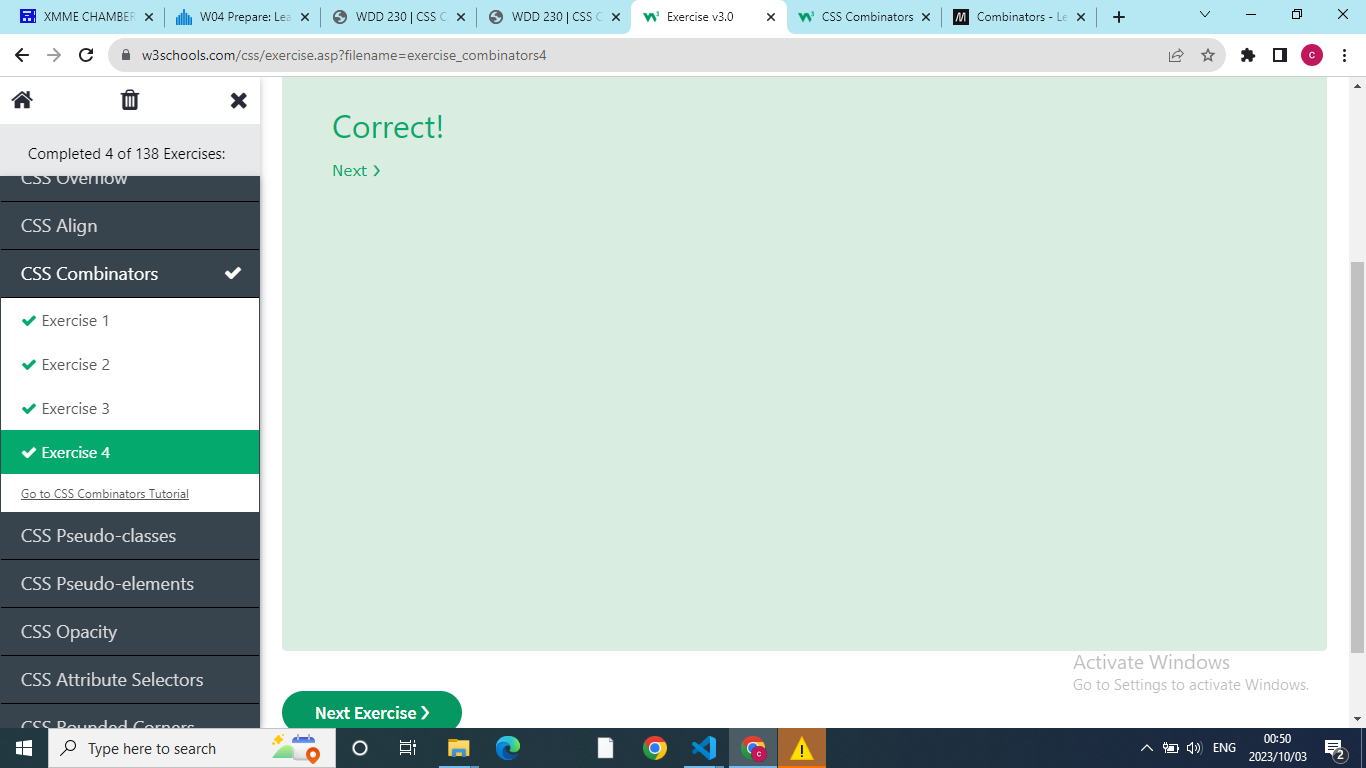 XMME CHAMBER
W04 Prepare: Lea
WDD 230 | CSS C
WDD 230 | CSS C
Exercise v3.0
CSS Combinators
Combinators - Le
w3schools.com/css/exercise.asp?filename=exercise_combinators4
c
Completed 4 of 138 Exercises:
CSS Overflow
CSS Align
CSS Combinators
Exercise 1
Exercise 2
Exercise 3
Exercise 4
Go to CSS Combinators Tutorial
CSS Pseudo-classes
CSS Pseudo-elements
CSS Opacity
CSS Attribute Selectors
CSS Rounded Corners
Correct!
Next ❯
Next Exercise ❯
Activate Windows
Go to Settings to activate Windows.
Type here to search
c
ENG
00:50
2023/10/03
2